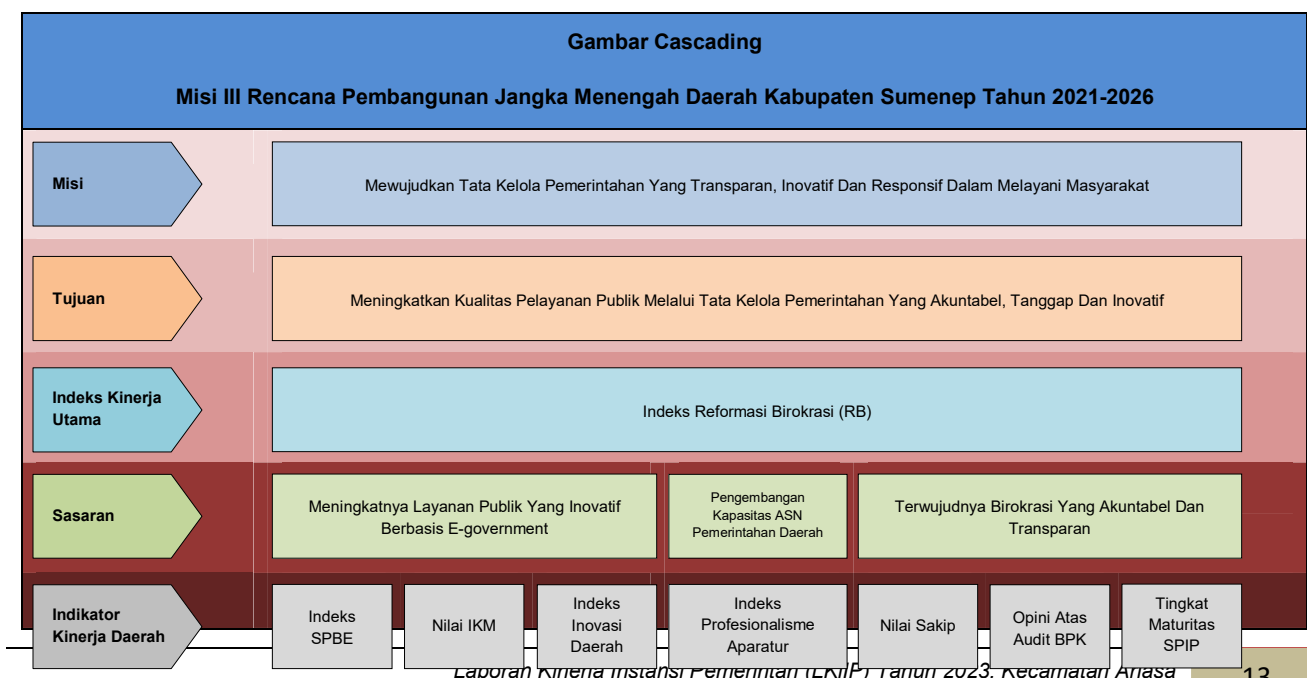 Gambar Cascading
Misi III Rencana Pembangunan Jangka Menengah Daerah Kabupaten Sumenep Tahun 2021-2026
Misi
Mewujudkan Tata Kelola Pemerintahan Yang Transparan, Inovatif Dan Responsif Dalam Melayani Masyarakat
Tujuan
Meningkatkan Kualitas Pelayanan Publik Melalui Tata Kelola Pemerintahan Yang Akuntabel, Tanggap Dan Inovatif
Indeks Kinerja
Utama
Indeks Reformasi Birokrasi (RB)
Sasaran
Meningkatnya Layanan Publik Yang Inovatif
Berbasis E-government
Pengembangan
Kapasitas ASN
Pemerintahan Daerah
Terwujudnya Birokrasi Yang Akuntabel Dan
Transparan
Indikator
Kinerja Daerah
Indeks
SPBE
Nilai IKM
Indeks
Inovasi
Daerah
Indeks
Profesionalisme
Aparatur
Nilai Sakip
Opini Atas
Audit BPK
Tingkat
Maturitas
SPIP
Laporan Kinerja Instansi Pemerintah (LKjIP) Tahun 2023. Kecamatan Arjasa
13